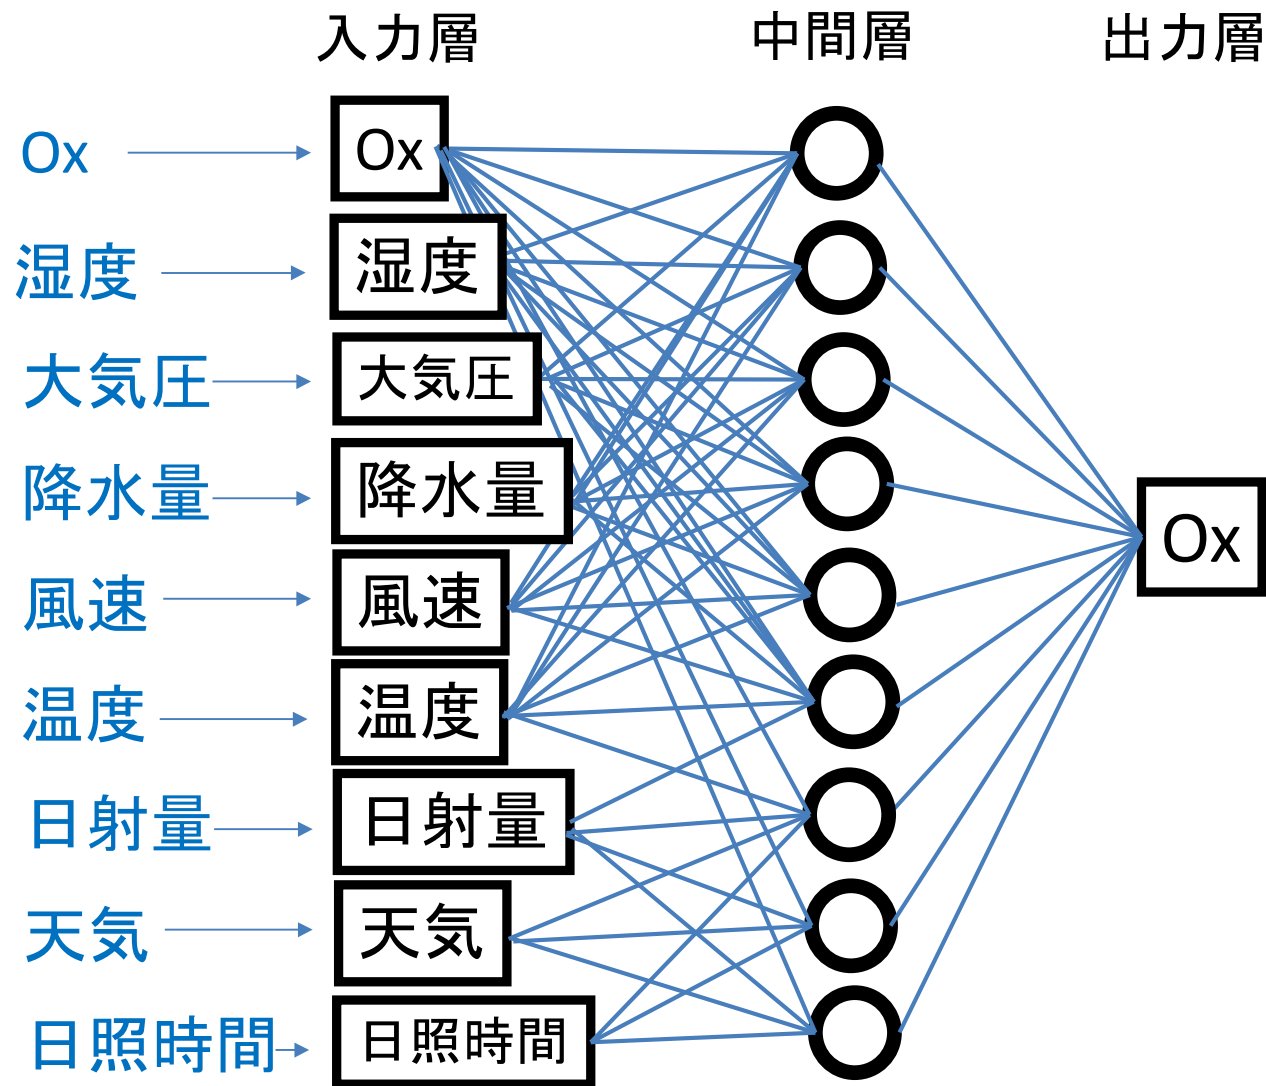 入力層 中間層 出力層
Ox Ox
湿度 湿度
大気圧 大気圧
降水量 降水量
Ox
風速 風速
温度 温度
日射量 日射量
天気 天気
日照時間 日照時間